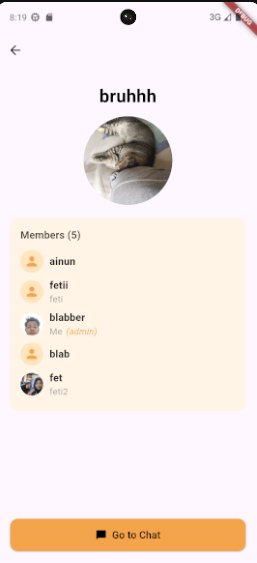 8:19
3G
DEBUG
bruhhh
Members (5)
ainun
fetii
feti
blabber
Me (admin)
blab
fet
feti2
Go to Chat